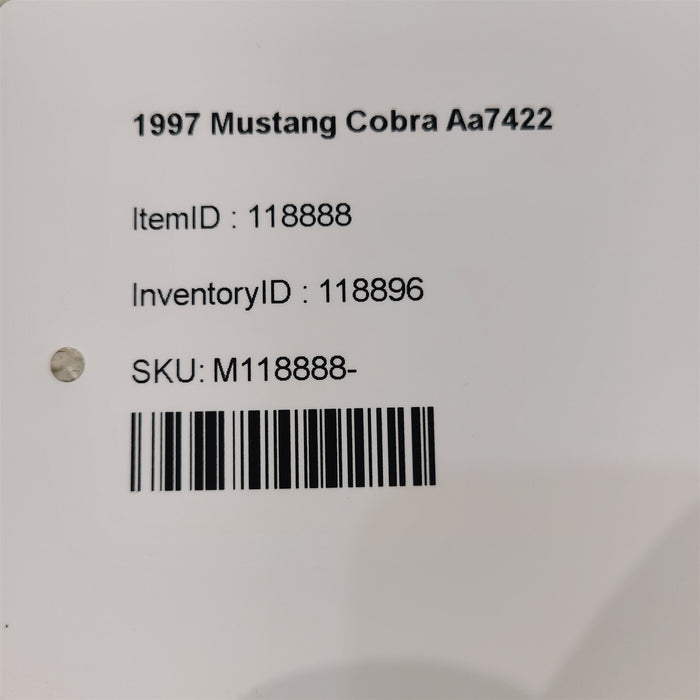 1997 Mustang Cobra Aa7422
ItemID : 118888
InventoryID : 118896
SKU: M118888-